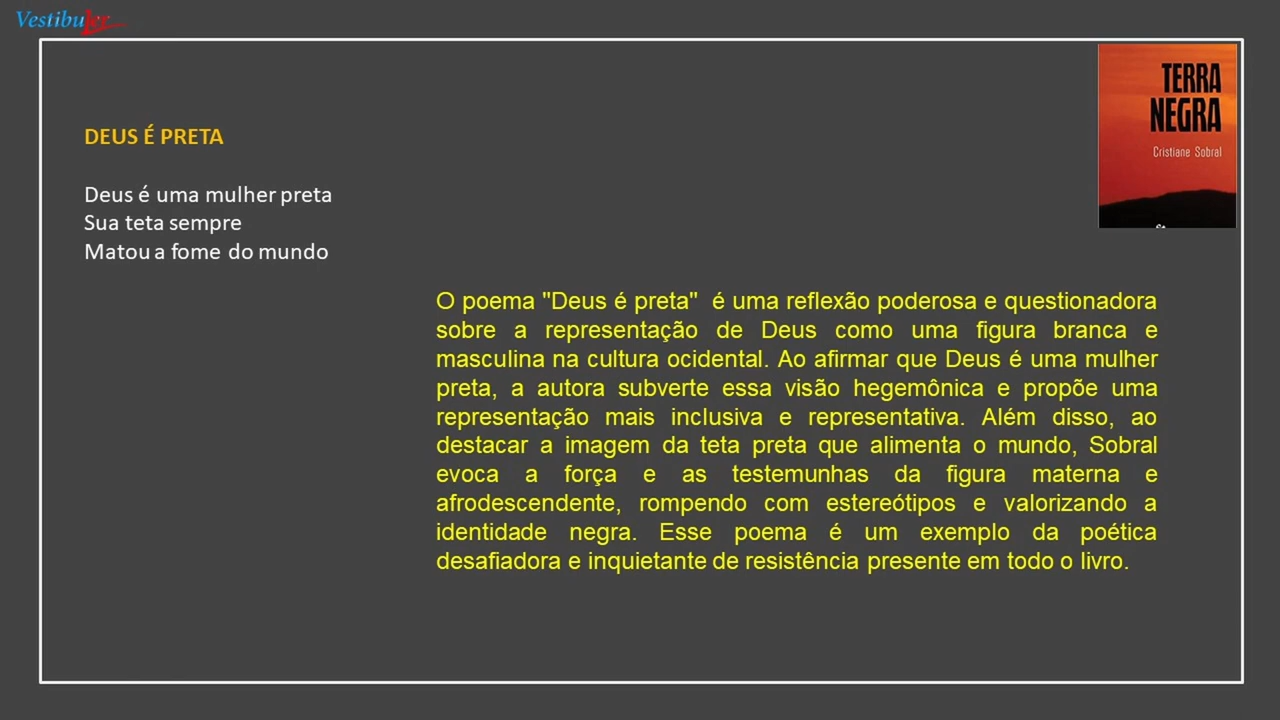 VestibuLer
TERRA
NEGRA
Cristiane Sobral
DEUS É PRETA
Deus é uma mulher preta
Sua teta sempre
Matou a fome do mundo
O poema "Deus é preta" é uma reflexão poderosa e questionadora
sobre a representação de Deus como uma figura branca e
masculina na cultura ocidental. Ao afirmar que Deus é uma mulher
preta, a autora subverte essa visão hegemônica e propõe uma
representação mais inclusiva e representativa. Além disso, ao
destacar a imagem da teta preta que alimenta o mundo, Sobral
evoca a força e as testemunhas da figura materna e
afrodescendente, rompendo com estereótipos e valorizando a
identidade negra. Esse poema é um exemplo da poética
desafiadora e inquietante de resistência presente em todo o livro.